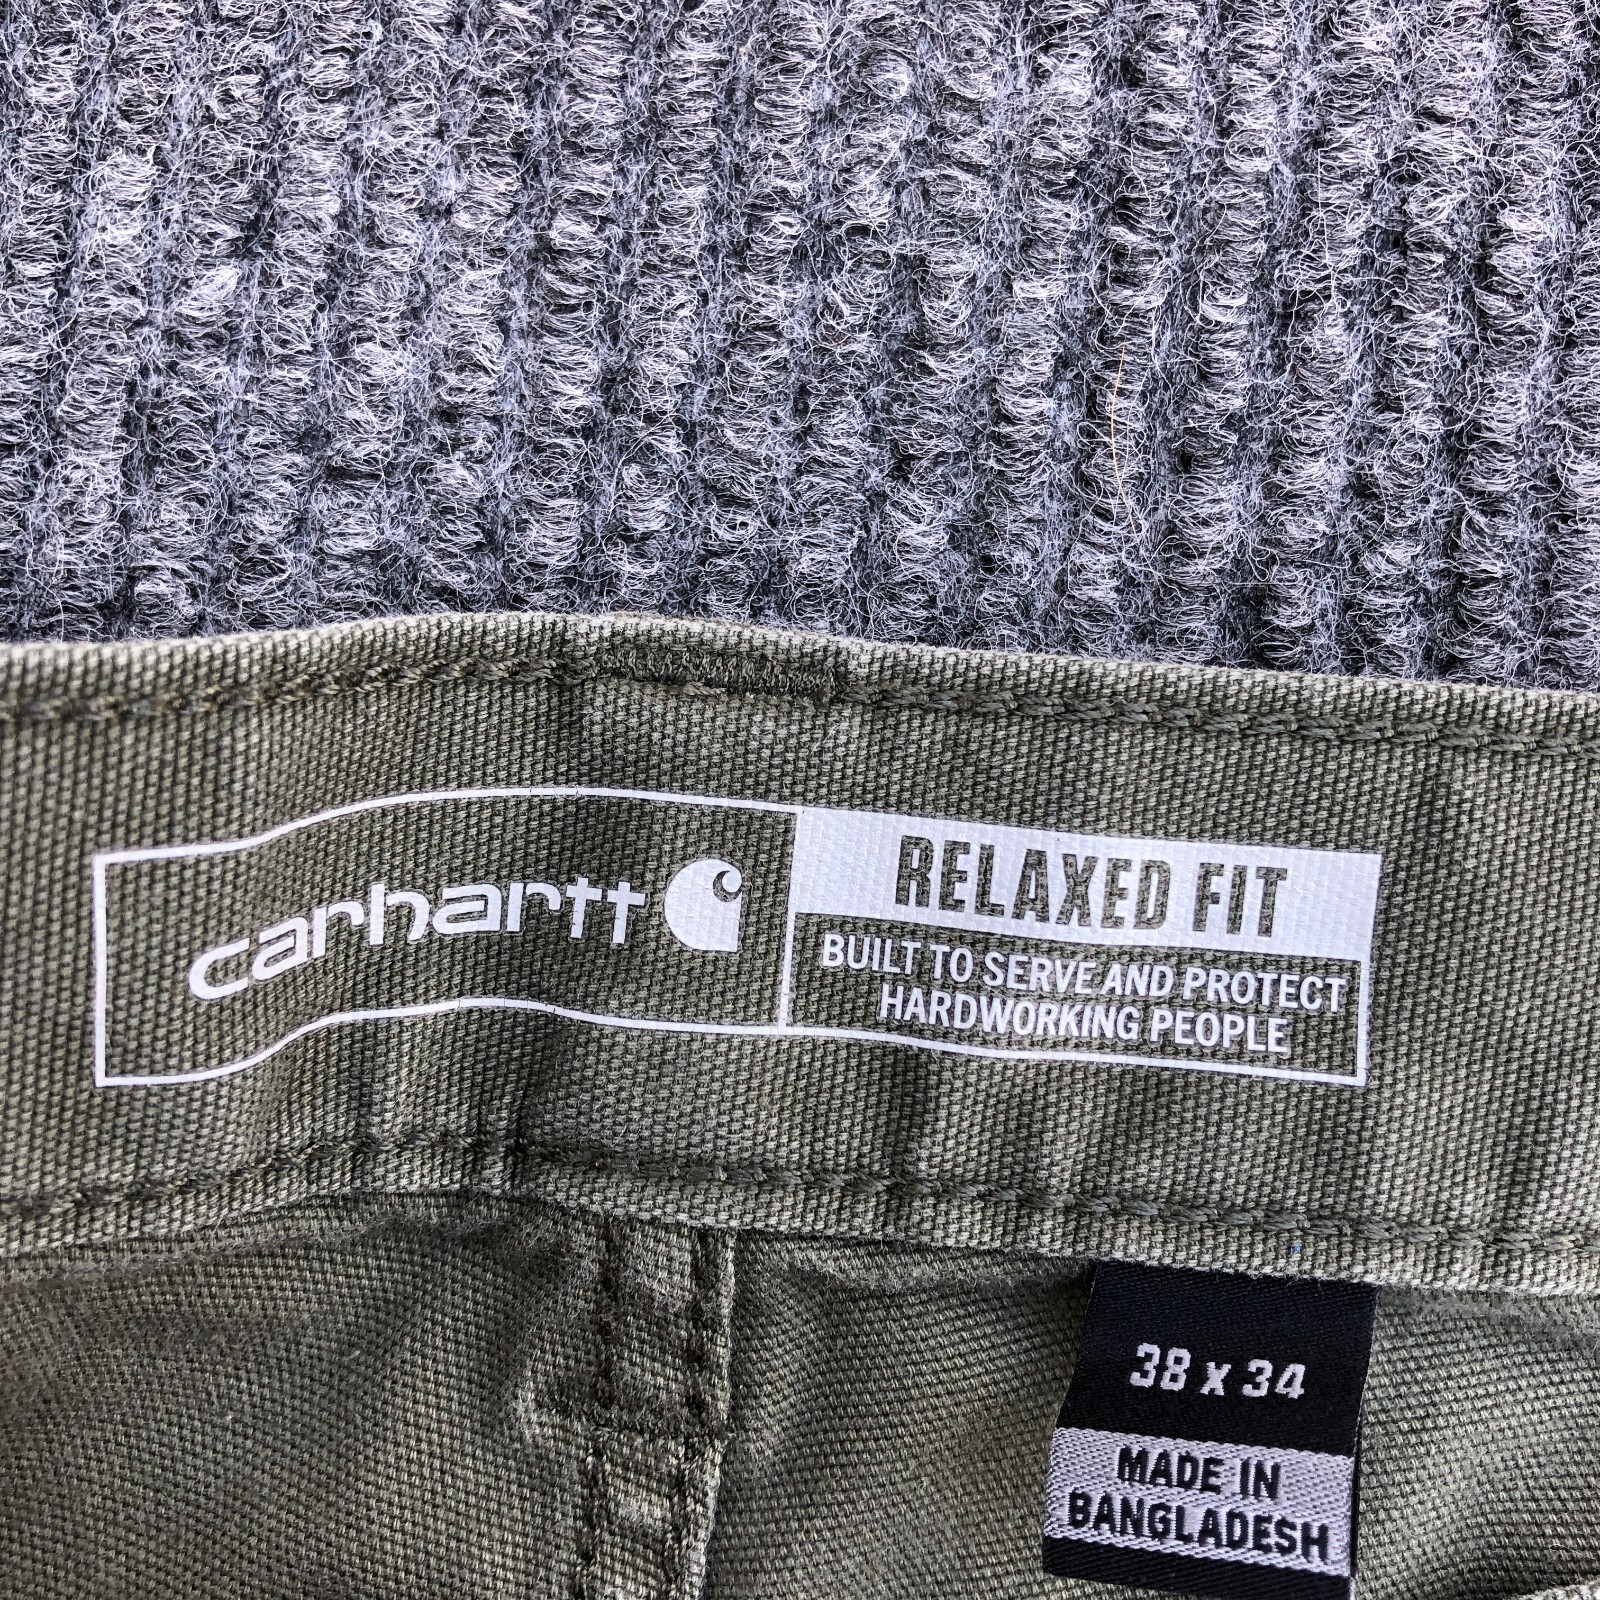 carhartt
RELAXED FIT
BUILT TO SERVE AND PROTECT
HARDWORKING PEOPLE
38 x 34
MADE IN
BANGLADESH